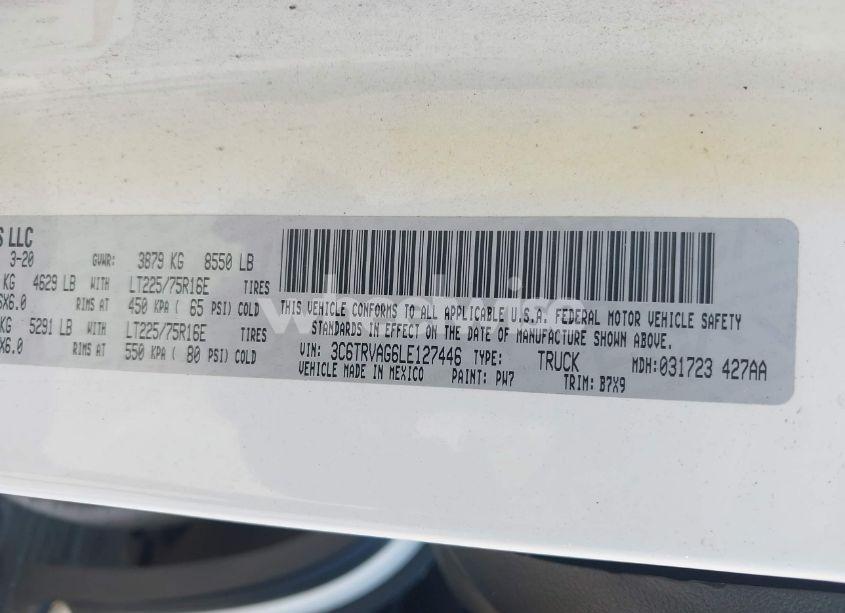 S LLC
3-20 GVWR: 3879 KG 8550 LB
KG 4629 LB WITH LT225/75R16E TIRES
6X6.0 RIMS AT 450 KPA ( 65 PSI) COLD
KG 5291 LB WITH LT225/75R16E TIRES
X6.0 RIMS AT 550 KPA ( 80 PSI) COLD
THIS VEHICLE CONFORMS TO ALL APPLICABLE U.S.A. FEDERAL MOTOR VEHICLE SAFETY
STANDARDS IN EFFECT ON THE DATE OF MANUFACTURE SHOWN ABOVE.
VIN: 3C6TRVAG6LE127446 TYPE: TRUCK MDH:031723 427AA
VEHICLE MADE IN MEXICO PAINT: PW7 TRIM: B7X9